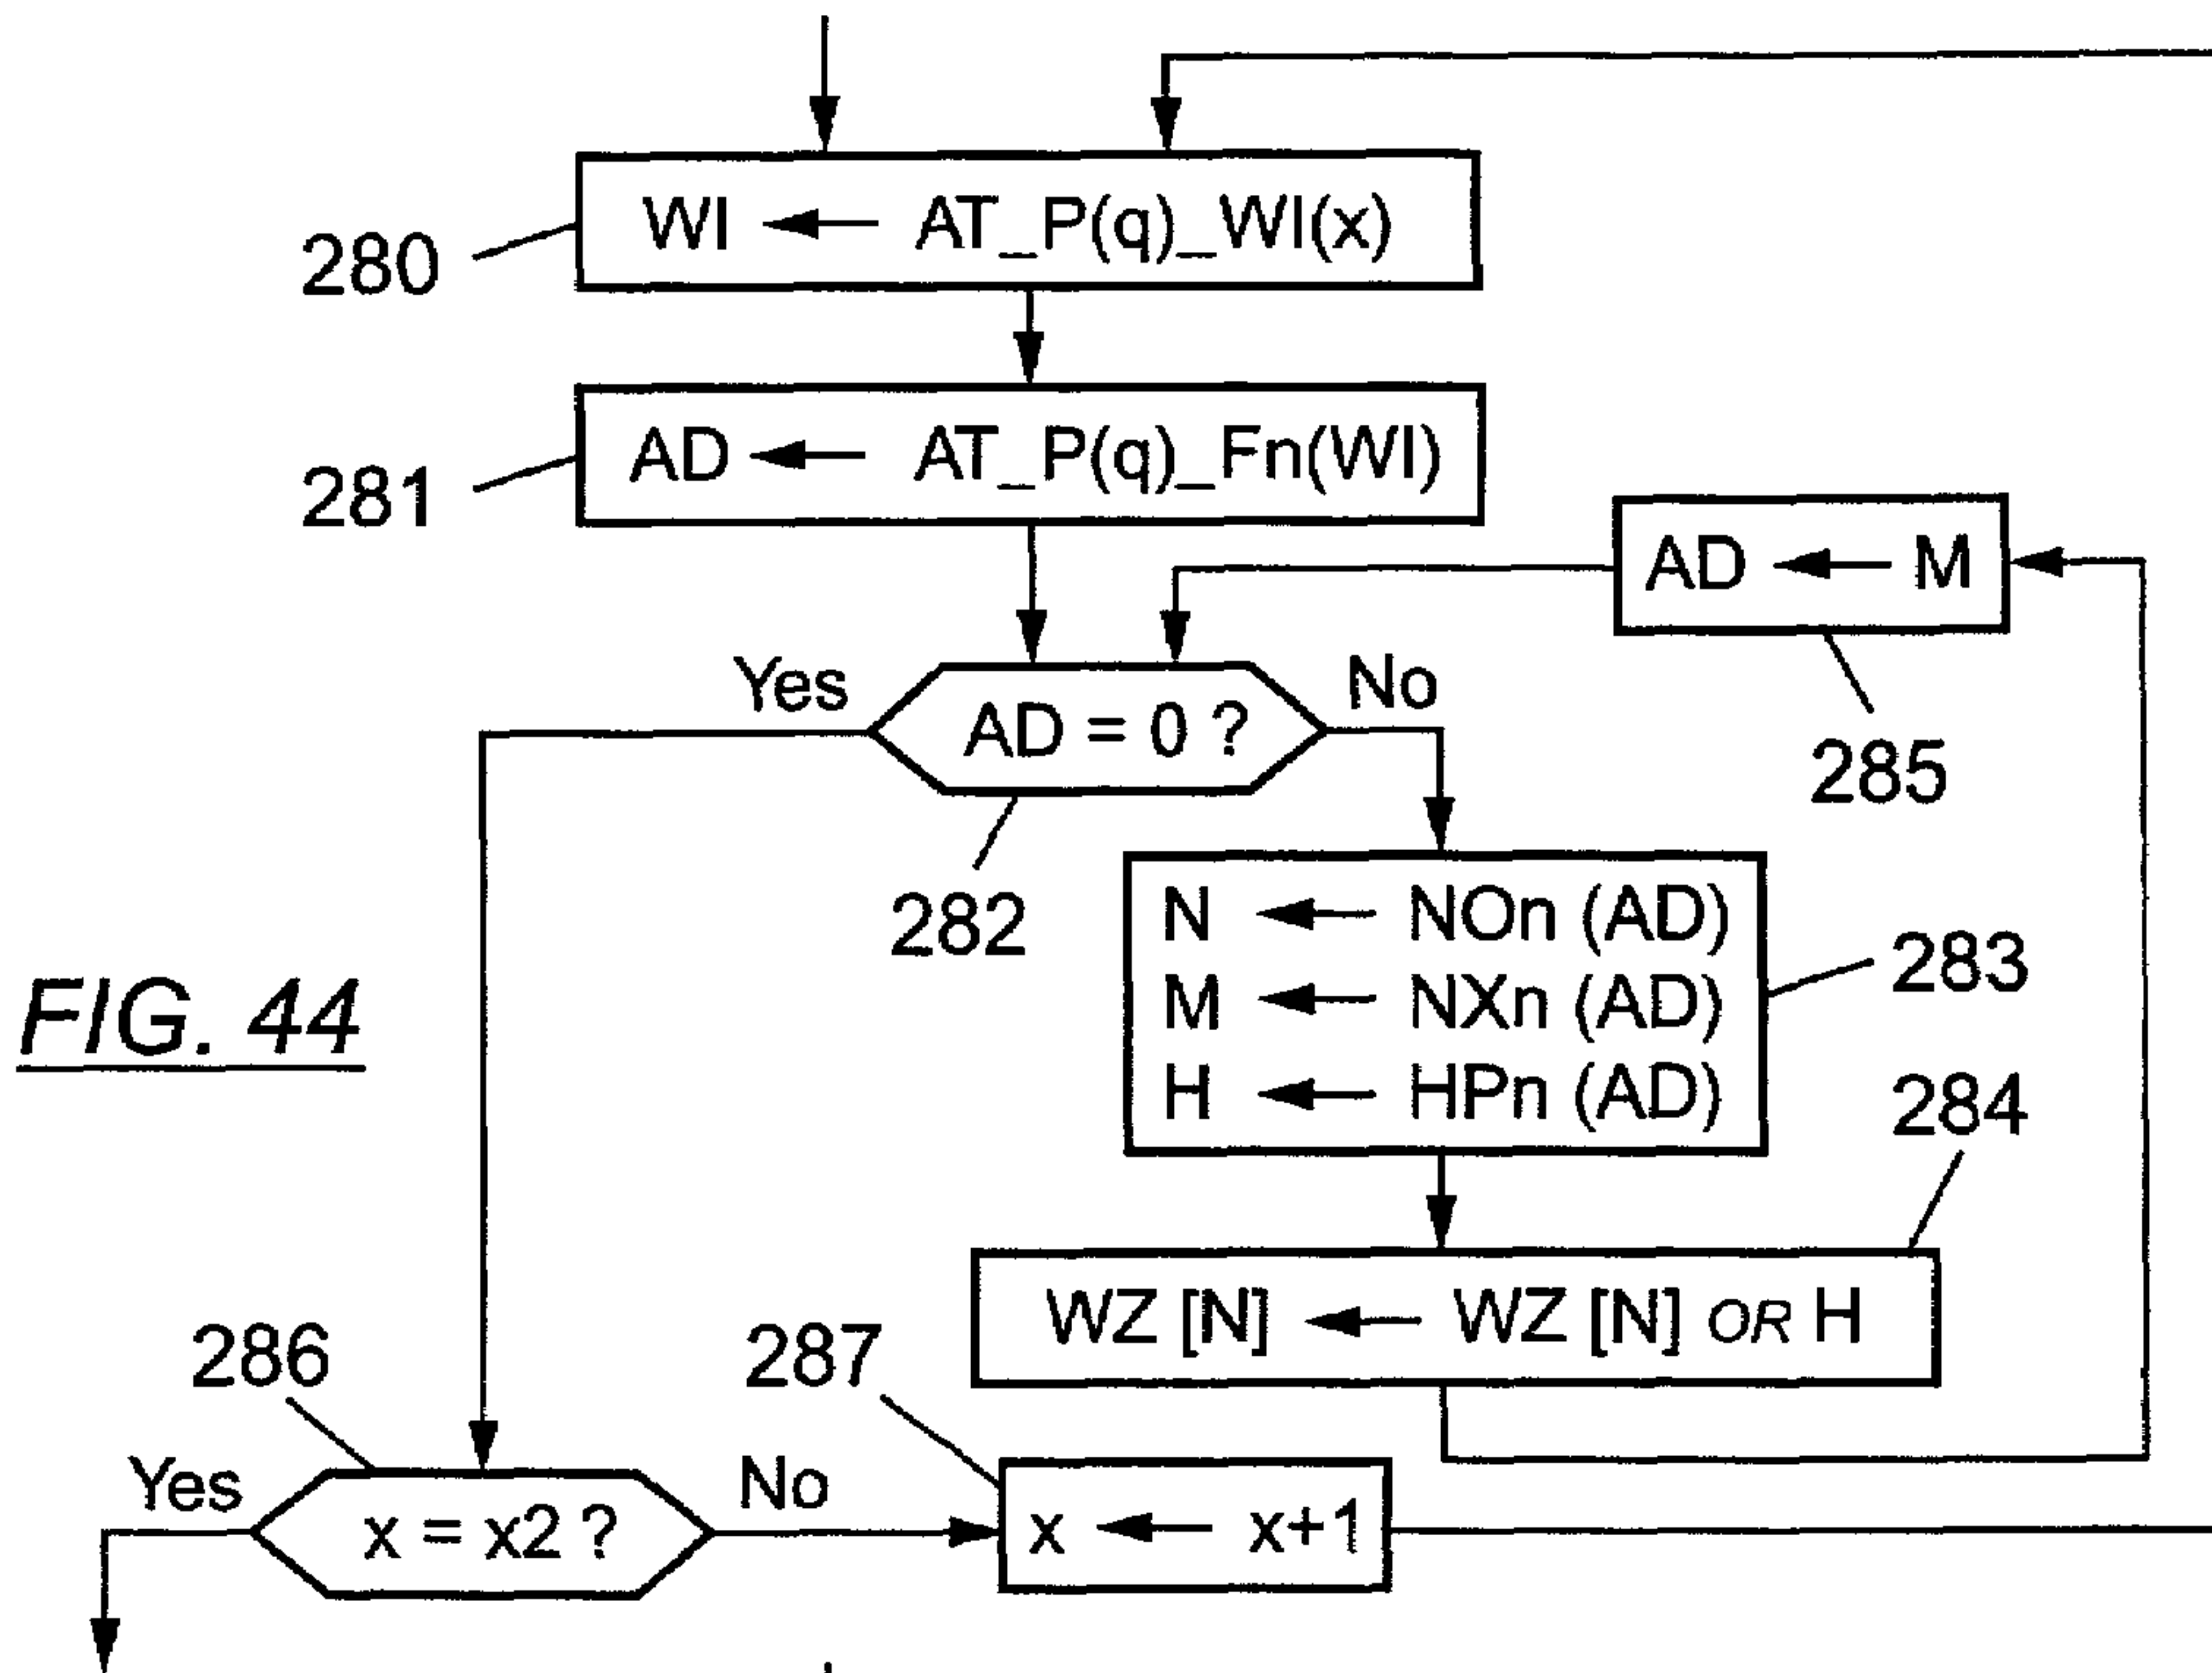 WI ← AT_P(q)_WI(x)
280
AD ← AT_P(q)_Fn(WI)
281
AD ← M
285
Yes
No
AD = 0 ?
282
N ← NOn (AD)
M ← NXn (AD)
H ← HPn (AD)
283
FIG. 44
284
WZ [N] ← WZ [N] OR H
286
287
Yes
No
x = x2 ?
x ← x+1